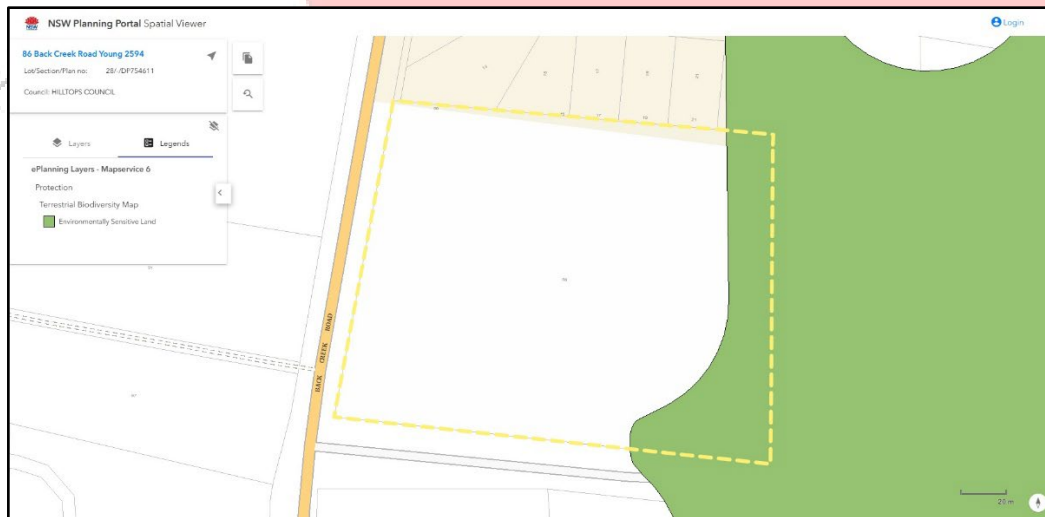 NSW Planning Portal Spatial Viewer
Login
86 Back Creek Road Young 2594
Lot/Section/Plan no: 28/-/DP754611
Council: HILLTOPS COUNCIL
Layers
Legends
ePlanning Layers - Mapservice 6
Protection
Terrestrial Biodiversity Map
Environmentally Sensitive Land
BACK CREEK ROAD
20 m